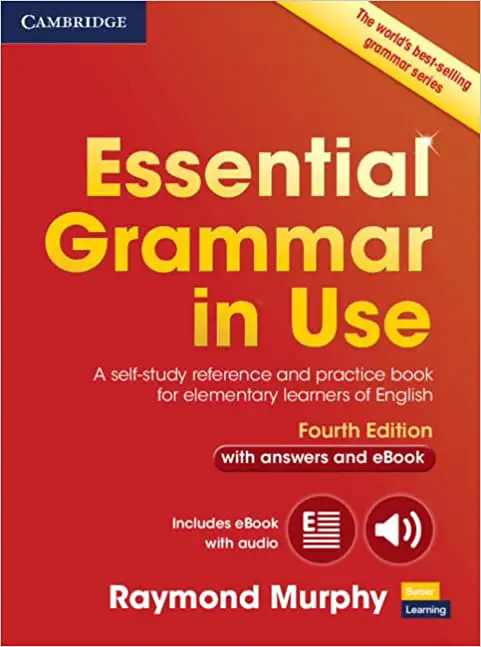 CAMBRIDGE
The world's best-selling
grammar series
Essential
Grammar
in Use
A self-study reference and practice book
for elementary learners of English
Fourth Edition
with answers and eBook
Includes eBook
with audio
E
Raymond Murphy
Better
Learning